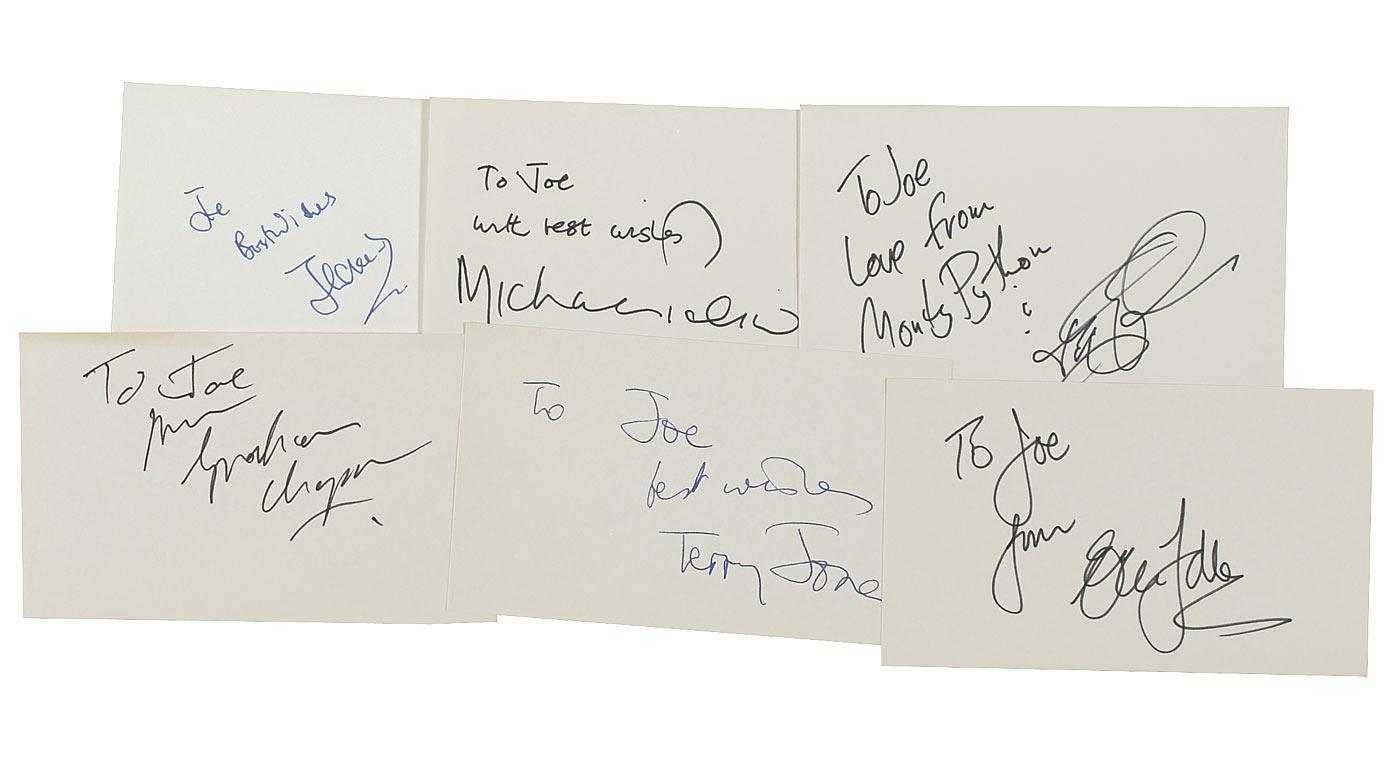 Joe
Best Wishes
To Joe
with best wishes
Michael Palin
To Joe
Love from
Monty Python
To Joe
from
Graham
Chapman
To Joe
best wishes
Terry Jones
To Joe
from
Eric Idle